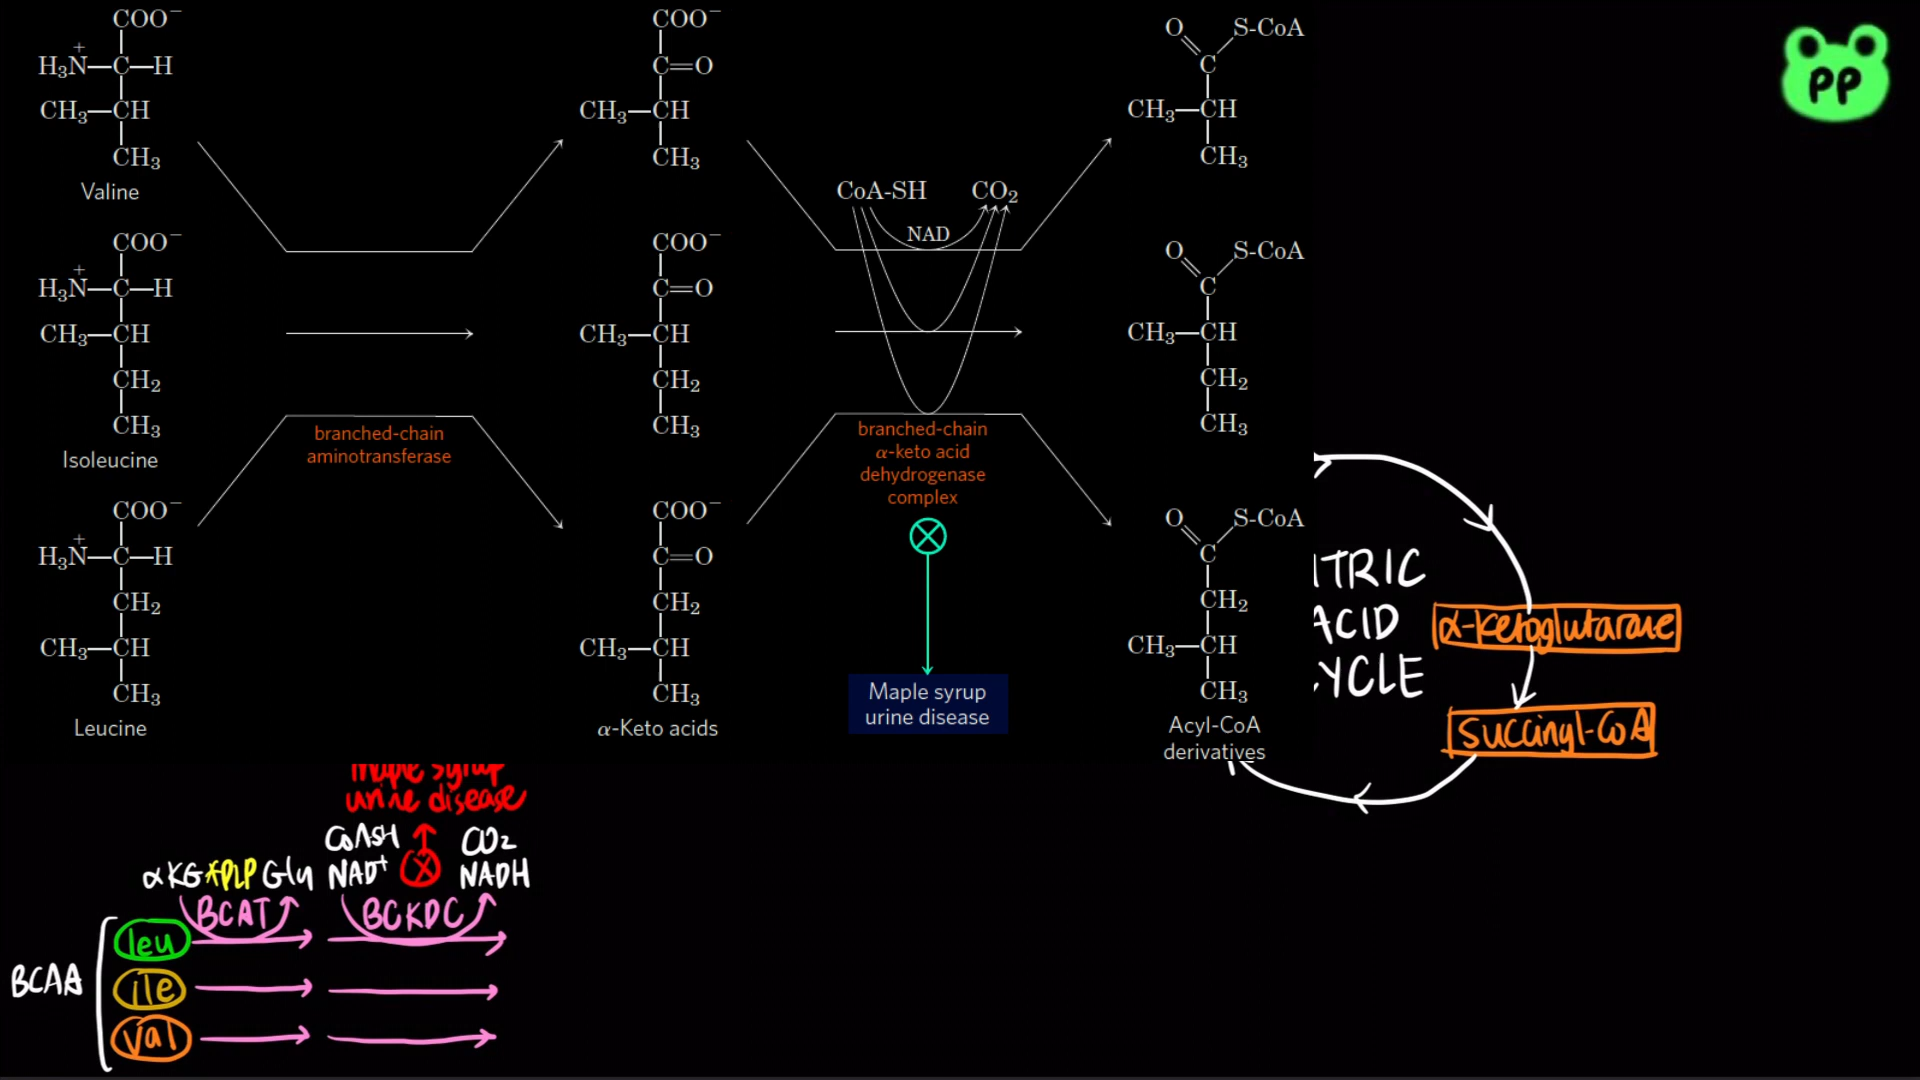 COO⁻
H₃N⁺—C—H
CH₃—CH
CH₃
Valine
COO⁻
H₃N⁺—C—H
CH₃—CH
CH₂
CH₃
Isoleucine
COO⁻
H₃N⁺—C—H
CH₂
CH₃—CH
CH₃
Leucine
branched-chain
aminotransferase
COO⁻
C=O
CH₃—CH
CH₃
COO⁻
C=O
CH₃—CH
CH₂
CH₃
COO⁻
C=O
CH₂
CH₃—CH
CH₃
α-Keto acids
CoA-SH CO₂
NAD
branched-chain
α-keto acid
dehydrogenase
complex
Maple syrup
urine disease
O S-CoA
C
CH₃—CH
CH₃
O S-CoA
C
CH₃—CH
CH₂
CH₃
O S-CoA
C
CH₂
CH₃—CH
CH₃
Acyl-CoA
derivatives
PP
ITRIC
ACID
YCLE
α-ketoglutarate
Succinyl-CoA
maple syrup
urine disease
CoASH CO₂
αKG *PLP Glu NAD⁺ X NADH
BCAT BCKDC
leu
BCAA ile
val